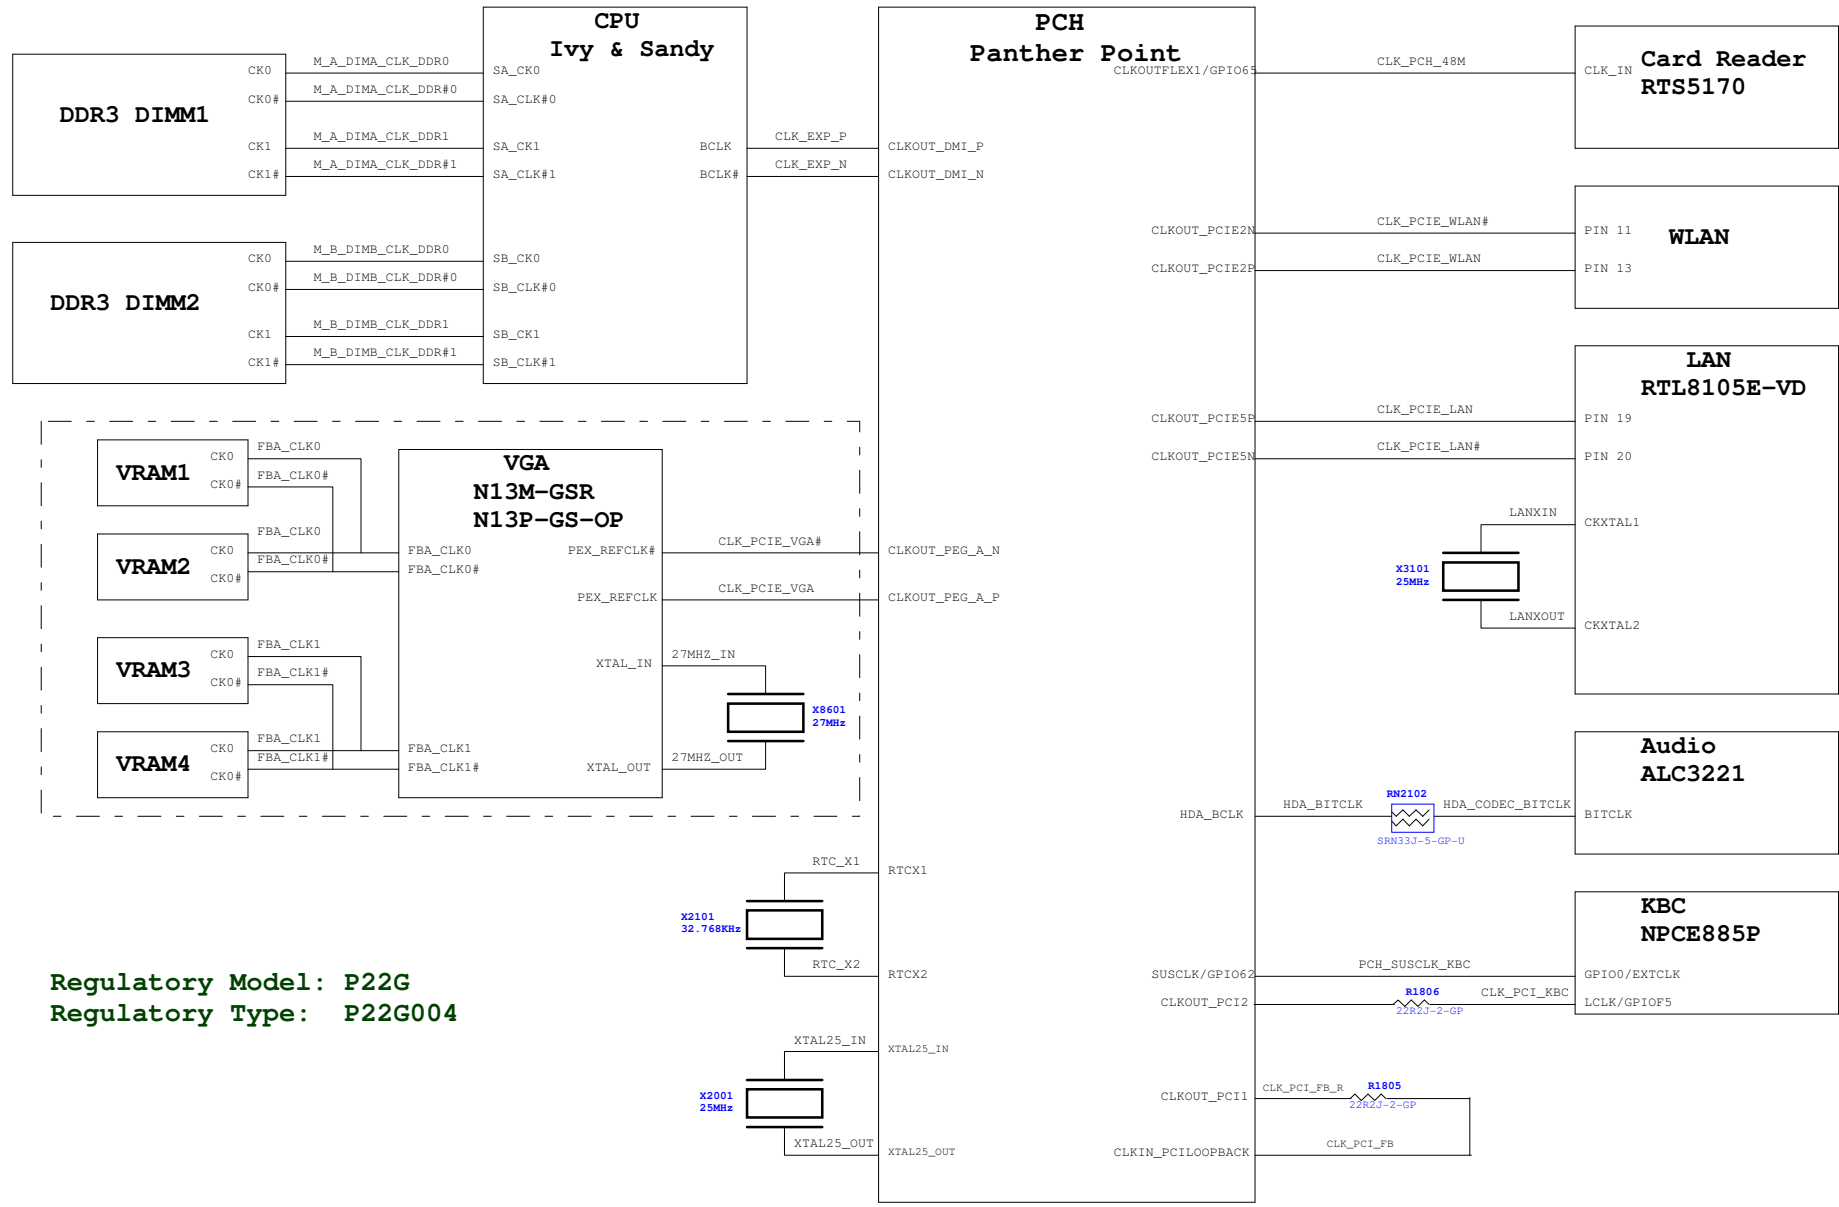 CPU
Ivy & Sandy
PCH
Panther Point
DDR3 DIMM1
CK0
M_A_DIMA_CLK_DDR0
SA_CK0
CK0#
M_A_DIMA_CLK_DDR#0
SA_CLK#0
CK1
M_A_DIMA_CLK_DDR1
SA_CK1
CK1#
M_A_DIMA_CLK_DDR#1
SA_CLK#1
BCLK
CLK_EXP_P
CLKOUT_DMI_P
BCLK#
CLK_EXP_N
CLKOUT_DMI_N
DDR3 DIMM2
CK0
M_B_DIMB_CLK_DDR0
SB_CK0
CK0#
M_B_DIMB_CLK_DDR#0
SB_CLK#0
CK1
M_B_DIMB_CLK_DDR1
SB_CK1
CK1#
M_B_DIMB_CLK_DDR#1
SB_CLK#1
CLKOUTFLEX1/GPIO65
CLK_PCH_48M
CLK_IN
Card Reader
RTS5170
CLKOUT_PCIE2N
CLK_PCIE_WLAN#
PIN 11
WLAN
CLKOUT_PCIE2P
CLK_PCIE_WLAN
PIN 13
LAN
RTL8105E-VD
CLKOUT_PCIE5P
CLK_PCIE_LAN
PIN 19
CLKOUT_PCIE5N
CLK_PCIE_LAN#
PIN 20
LANXIN
CKXTAL1
X3101
25MHz
LANXOUT
CKXTAL2
VRAM1
CK0
FBA_CLK0
CK0#
FBA_CLK0#
VRAM2
CK0
FBA_CLK0
CK0#
FBA_CLK0#
VRAM3
CK0
FBA_CLK1
CK0#
FBA_CLK1#
VRAM4
CK0
FBA_CLK1
CK0#
FBA_CLK1#
VGA
N13M-GSR
N13P-GS-OP
FBA_CLK0
FBA_CLK0#
FBA_CLK1
FBA_CLK1#
PEX_REFCLK#
CLK_PCIE_VGA#
CLKOUT_PEG_A_N
PEX_REFCLK
CLK_PCIE_VGA
CLKOUT_PEG_A_P
XTAL_IN
27MHZ_IN
X8601
27MHz
XTAL_OUT
27MHZ_OUT
Audio
ALC3221
HDA_BCLK
HDA_BITCLK
RN2102
SRN33J-5-GP-U
HDA_CODEC_BITCLK
BITCLK
RTC_X1
RTCX1
X2101
32.768KHz
RTC_X2
RTCX2
KBC
NPCE885P
SUSCLK/GPIO62
PCH_SUSCLK_KBC
GPIO0/EXTCLK
CLKOUT_PCI2
R1806
22R2J-2-GP
CLK_PCI_KBC
LCLK/GPIOF5
Regulatory Model: P22G
Regulatory Type: P22G004
XTAL25_IN
XTAL25_IN
X2001
25MHz
XTAL25_OUT
XTAL25_OUT
CLKOUT_PCI1
CLK_PCI_FB_R
R1805
22R2J-2-GP
CLKIN_PCILOOPBACK
CLK_PCI_FB